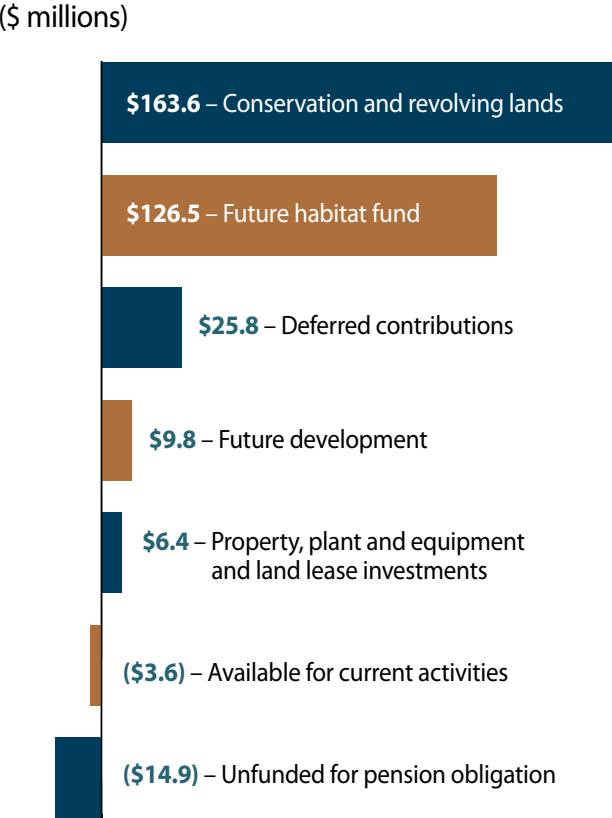 ($ millions)
$163.6 – Conservation and revolving lands
$126.5 – Future habitat fund
$25.8 – Deferred contributions
$9.8 – Future development
$6.4 – Property, plant and equipment
and land lease investments
($3.6) – Available for current activities
($14.9) – Unfunded for pension obligation